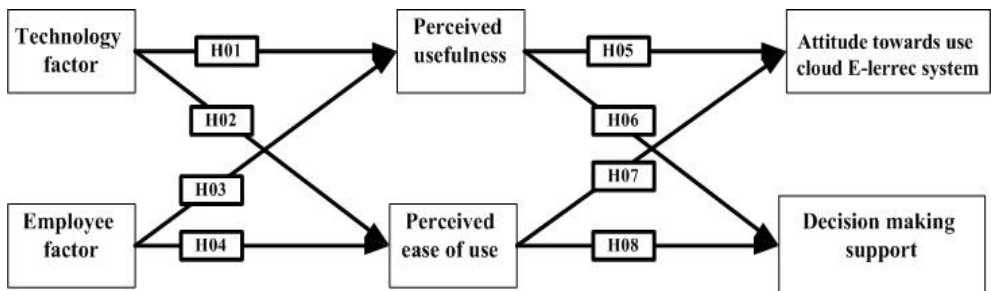 Technology
factor
H01
Perceived
usefulness
H05
Attitude towards use
cloud E-lerrec system
H02
H06
H03
H07
Employee
factor
H04
Perceived
ease of use
H08
Decision making
support